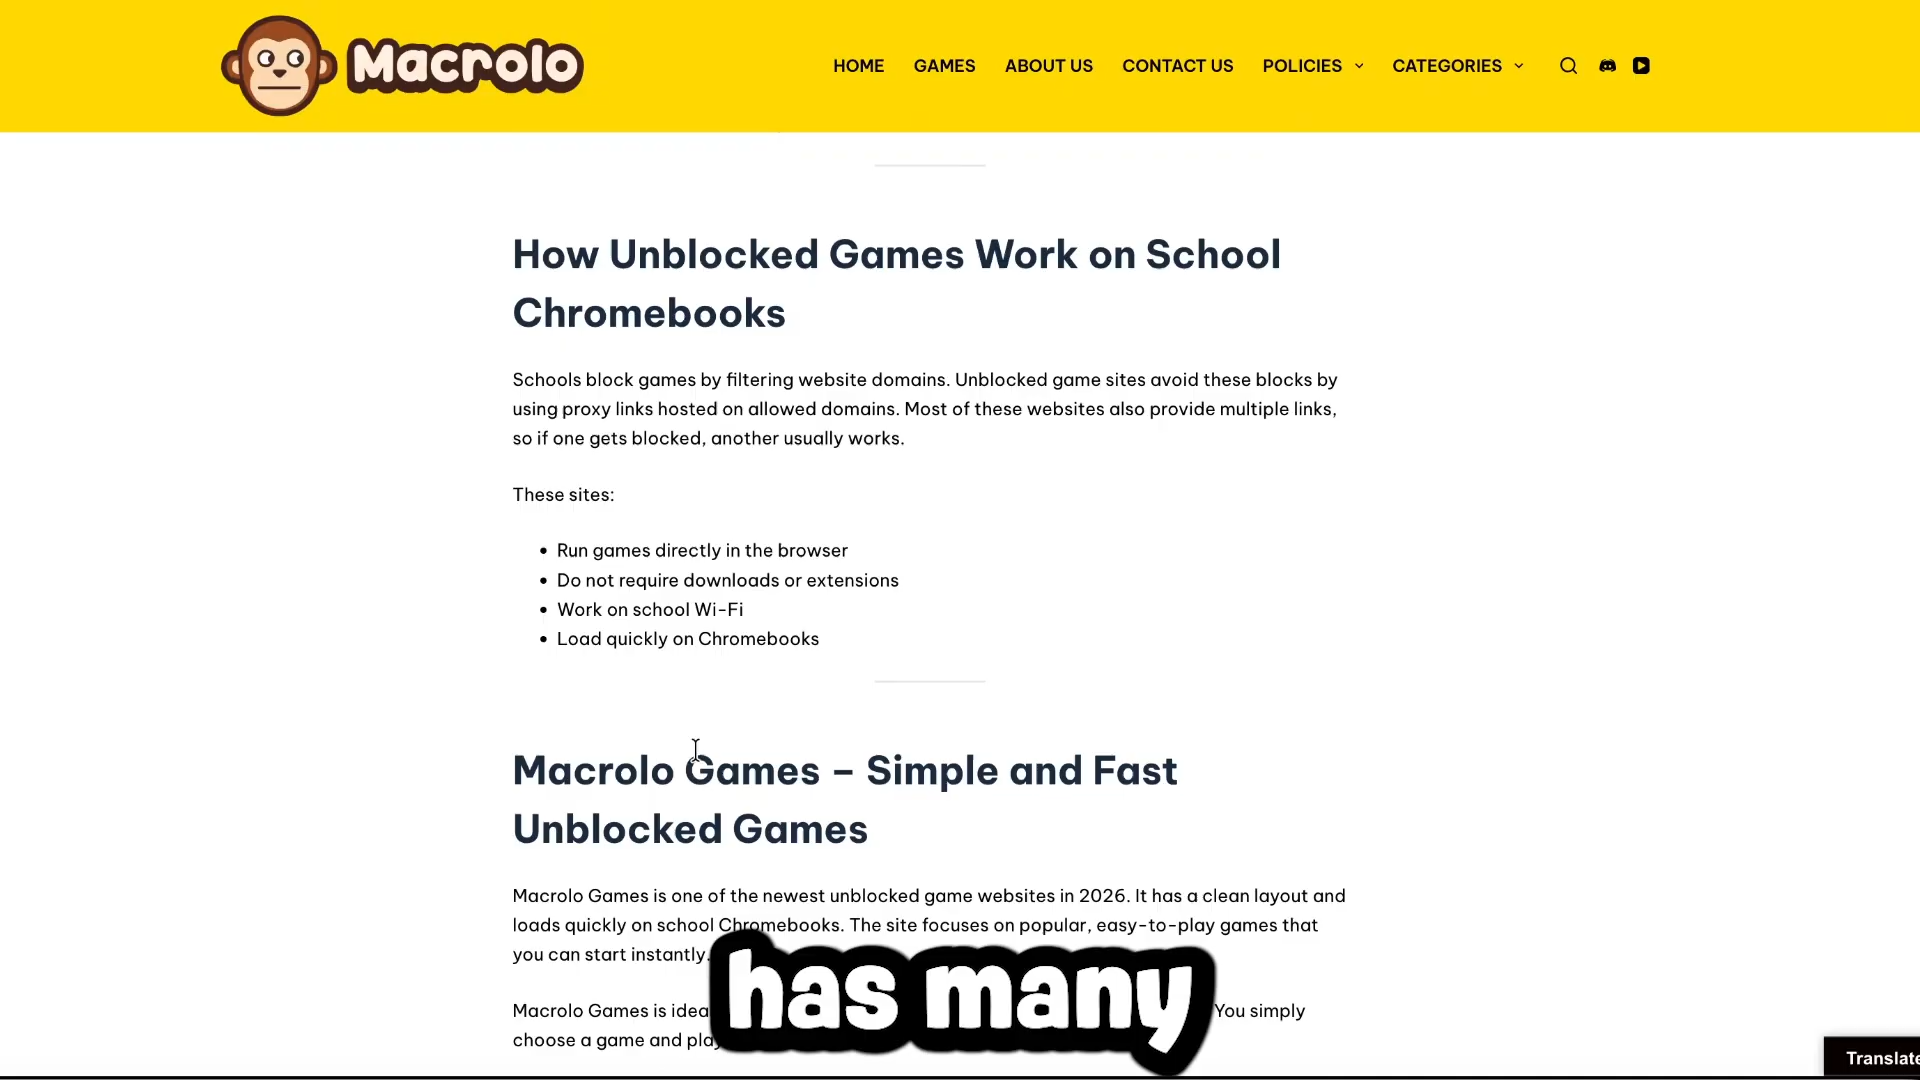 Macrolo
HOME GAMES ABOUT US CONTACT US POLICIES CATEGORIES
How Unblocked Games Work on School
Chromebooks
Schools block games by filtering website domains. Unblocked game sites avoid these blocks by
using proxy links hosted on allowed domains. Most of these websites also provide multiple links,
so if one gets blocked, another usually works.
These sites:
• Run games directly in the browser
• Do not require downloads or extensions
• Work on school Wi-Fi
• Load quickly on Chromebooks
Macrolo Games – Simple and Fast
Unblocked Games
Macrolo Games is one of the newest unblocked game websites in 2026. It has a clean layout and
loads quickly on school Chromebooks. The site focuses on popular, easy-to-play games that
you can start instantly.
has many
Macrolo Games is You simply
choose a game and
Translate